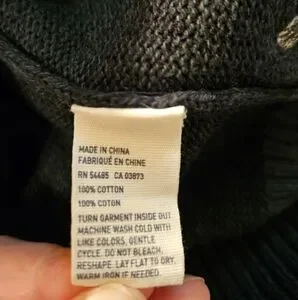 MADE IN CHINA
FABRIQUÉ EN CHINE
RN 54485 CA 03873
100% COTTON
100% COTON
TURN GARMENT INSIDE OUT
MACHINE WASH COLD WITH
LIKE COLORS, GENTLE
CYCLE. DO NOT BLEACH.
RESHAPE. LAY FLAT TO DRY.
WARM IRON IF NEEDED.